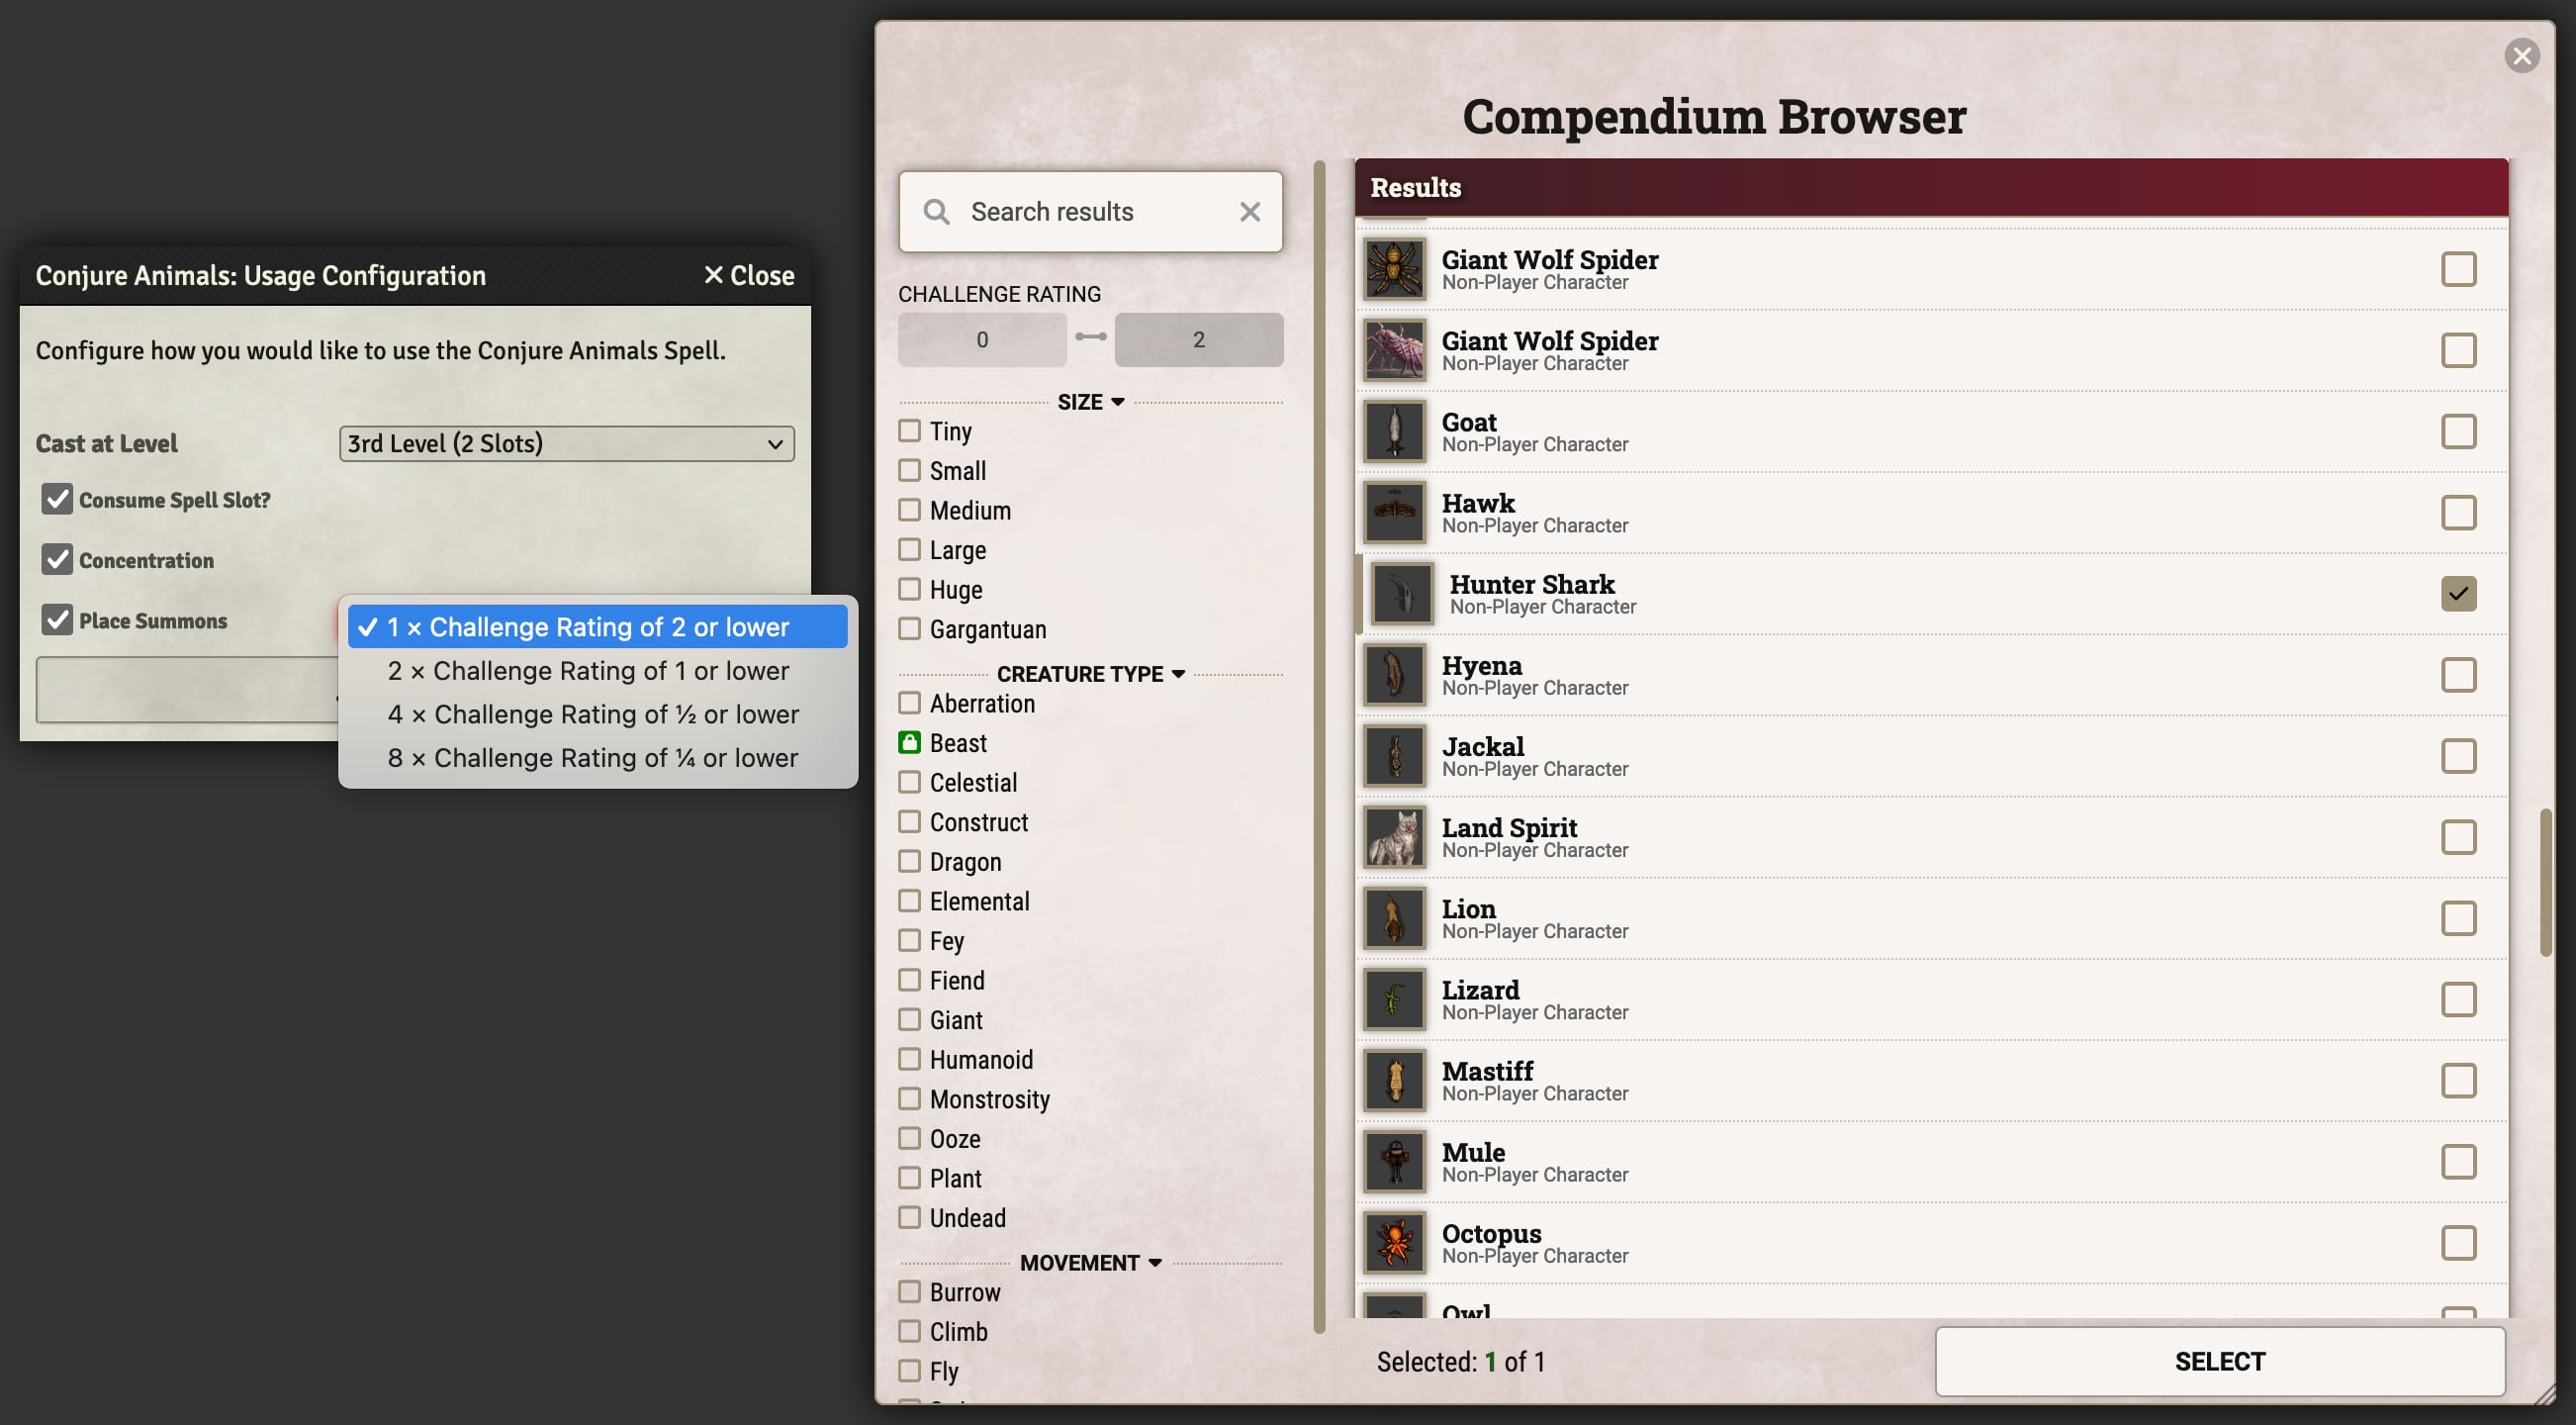 Conjure Animals: Usage Configuration
Close
Configure how you would like to use the Conjure Animals Spell.
Cast at Level
3rd Level (2 Slots)
Consume Spell Slot?
Concentration
Place Summons
1 × Challenge Rating of 2 or lower
2 × Challenge Rating of 1 or lower
4 × Challenge Rating of ½ or lower
8 × Challenge Rating of ¼ or lower
Compendium Browser
Search results
CHALLENGE RATING
0
2
SIZE
Tiny
Small
Medium
Large
Huge
Gargantuan
CREATURE TYPE
Aberration
Beast
Celestial
Construct
Dragon
Elemental
Fey
Fiend
Giant
Humanoid
Monstrosity
Ooze
Plant
Undead
MOVEMENT
Burrow
Climb
Fly
Results
Giant Wolf Spider
Non-Player Character
Giant Wolf Spider
Non-Player Character
Goat
Non-Player Character
Hawk
Non-Player Character
Hunter Shark
Non-Player Character
Hyena
Non-Player Character
Jackal
Non-Player Character
Land Spirit
Non-Player Character
Lion
Non-Player Character
Lizard
Non-Player Character
Mastiff
Non-Player Character
Mule
Non-Player Character
Octopus
Non-Player Character
Owl
Selected: 1 of 1
SELECT